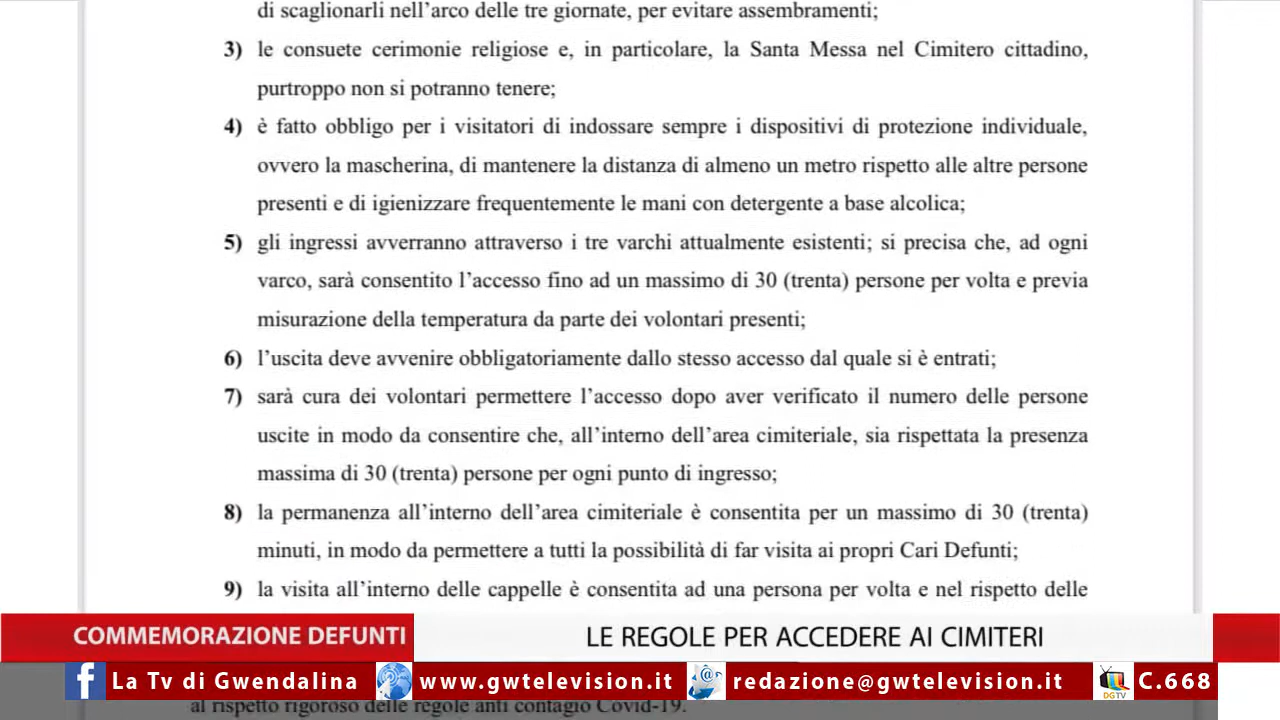 di scaglionarli nell’arco delle tre giornate, per evitare assembramenti;
3) le consuete cerimonie religiose e, in particolare, la Santa Messa nel Cimitero cittadino,
purtroppo non si potranno tenere;
4) è fatto obbligo per i visitatori di indossare sempre i dispositivi di protezione individuale,
ovvero la mascherina, di mantenere la distanza di almeno un metro rispetto alle altre persone
presenti e di igienizzare frequentemente le mani con detergente a base alcolica;
5) gli ingressi avverranno attraverso i tre varchi attualmente esistenti; si precisa che, ad ogni
varco, sarà consentito l’accesso fino ad un massimo di 30 (trenta) persone per volta e previa
misurazione della temperatura da parte dei volontari presenti;
6) l’uscita deve avvenire obbligatoriamente dallo stesso accesso dal quale si è entrati;
7) sarà cura dei volontari permettere l’accesso dopo aver verificato il numero delle persone
uscite in modo da consentire che, all’interno dell’area cimiteriale, sia rispettata la presenza
massima di 30 (trenta) persone per ogni punto di ingresso;
8) la permanenza all’interno dell’area cimiteriale è consentita per un massimo di 30 (trenta)
minuti, in modo da permettere a tutti la possibilità di far visita ai propri Cari Defunti;
9) la visita all’interno delle cappelle è consentita ad una persona per volta e nel rispetto delle
COMMEMORAZIONE DEFUNTI LE REGOLE PER ACCEDERE AI CIMITERI
f La Tv di Gwendalina www.gwtelevision.it redazione@gwtelevision.it DGTV C.668
al rispetto rigoroso delle regole anti contagio Covid-19.